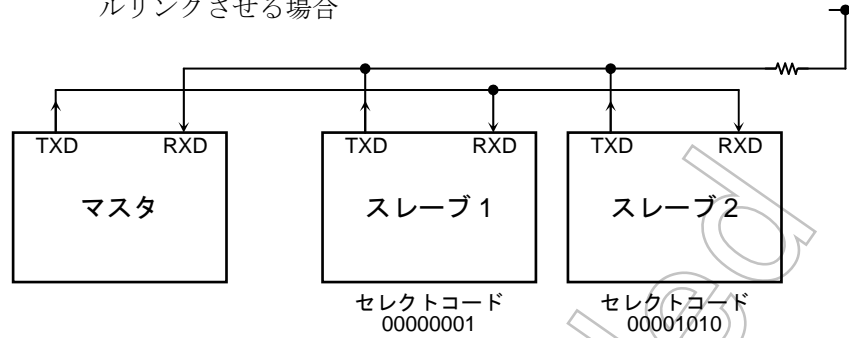 ルリンクさせる場合
TXD RXD TXD RXD TXD RXD
マスタ スレーブ 1 スレーブ 2
セレクトコード セレクトコード
00000001 00001010